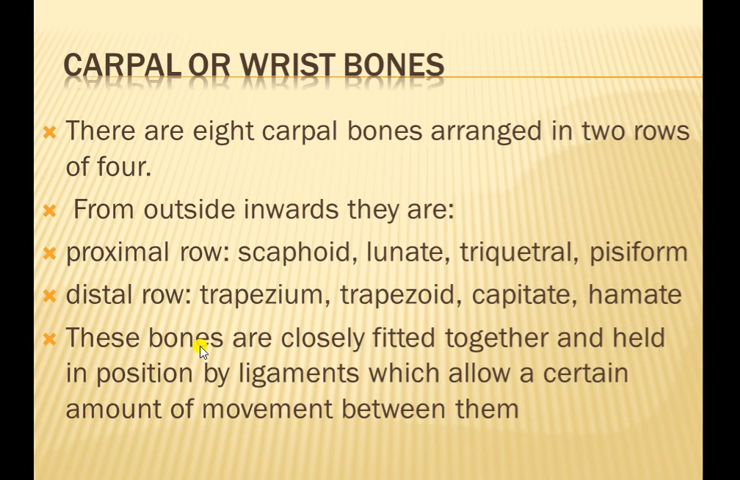 CARPAL OR WRIST BONES
There are eight carpal bones arranged in two rows
of four.
From outside inwards they are:
proximal row: scaphoid, lunate, triquetral, pisiform
distal row: trapezium, trapezoid, capitate, hamate
These bones are closely fitted together and held
in position by ligaments which allow a certain
amount of movement between them